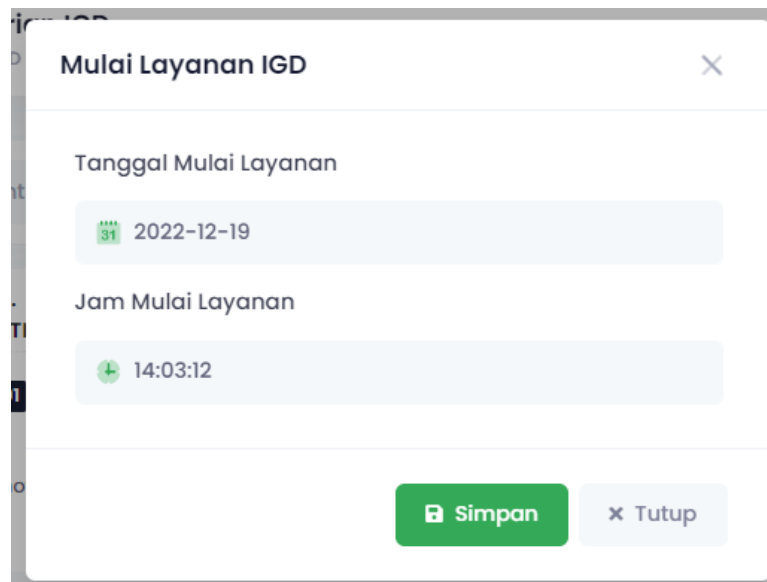 Mulai Layanan IGD
Tanggal Mulai Layanan
31 2022-12-19
Jam Mulai Layanan
14:03:12
Simpan
Tutup